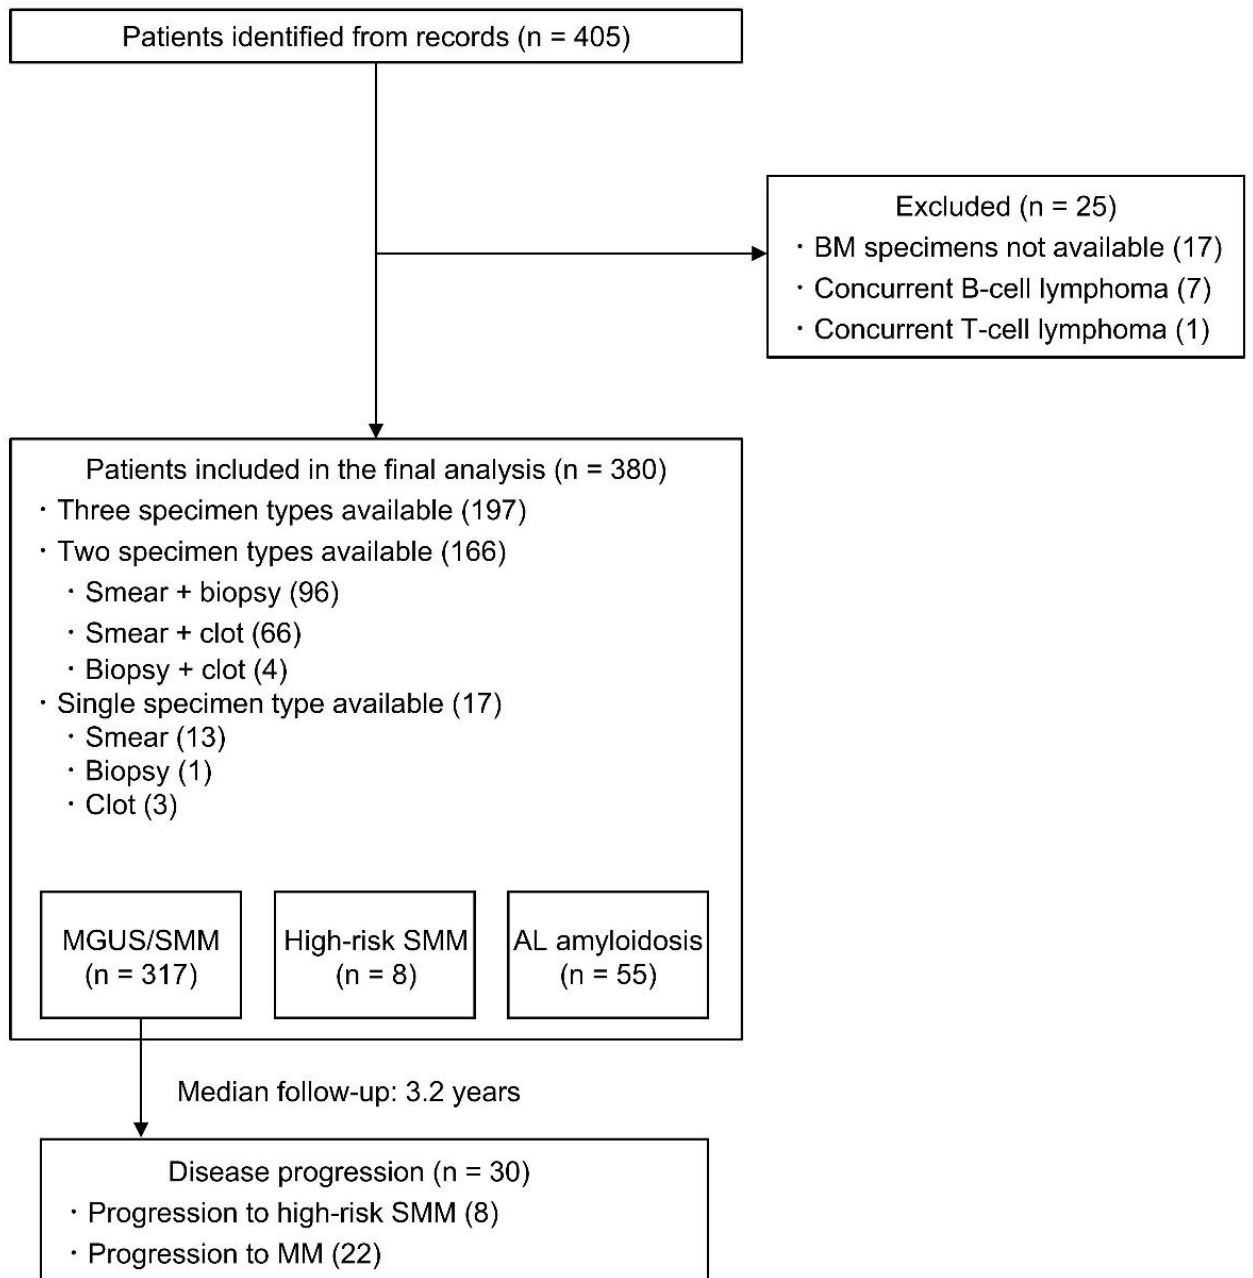 Patients identified from records (n = 405)
Excluded (n = 25)
· BM specimens not available (17)
· Concurrent B-cell lymphoma (7)
· Concurrent T-cell lymphoma (1)
Patients included in the final analysis (n = 380)
· Three specimen types available (197)
· Two specimen types available (166)
· Smear + biopsy (96)
· Smear + clot (66)
· Biopsy + clot (4)
· Single specimen type available (17)
· Smear (13)
· Biopsy (1)
· Clot (3)
MGUS/SMM
(n = 317)
High-risk SMM
(n = 8)
AL amyloidosis
(n = 55)
Median follow-up: 3.2 years
Disease progression (n = 30)
· Progression to high-risk SMM (8)
· Progression to MM (22)